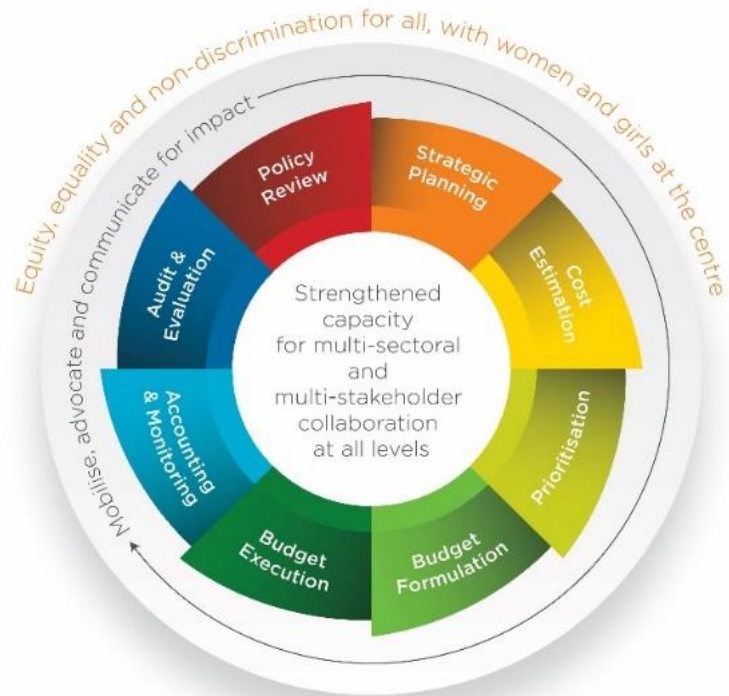 Equity, equality and non-discrimination for all, with women and girls at the centre
Mobilise, advocate and communicate for impact
Policy
Review
Strategic
Planning
Cost
Estimation
Prioritisation
Budget
Formulation
Budget
Execution
Accounting
& Monitoring
Audit &
Evaluation
Strengthened
capacity
for multi-sectoral
and
multi-stakeholder
collaboration
at all levels